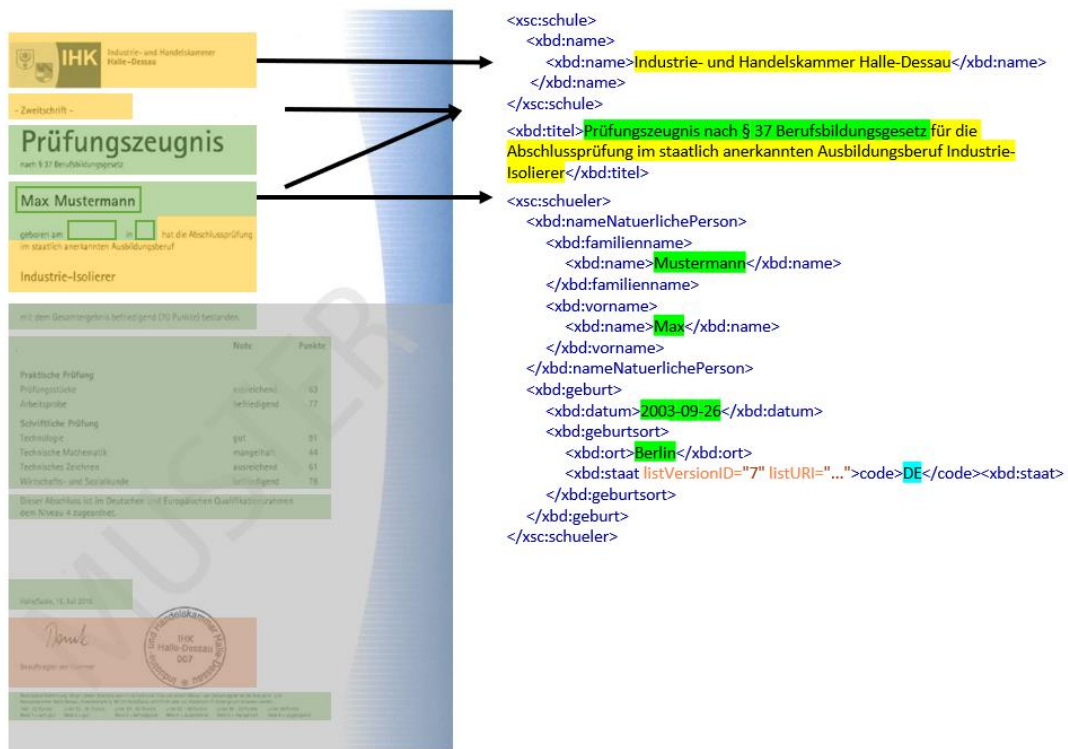 IHK
Industrie- und Handelskammer
Halle-Dessau
- Zweitschrift -
Prüfungszeugnis
nach § 37 Berufsbildungsgesetz
Max Mustermann
geboren am in hat die Abschlussprüfung
im staatlich anerkannten Ausbildungsberuf
Industrie-Isolierer
mit dem Gesamtergebnis befriedigend (70 Punkte) bestanden.
Note Punkte
Praktische Prüfung
Prüfungsstücke ausreichend 63
Arbeitsprobe befriedigend 77
Schriftliche Prüfung
Technologie gut 91
Technische Mathematik mangelhaft 44
Technisches Zeichnen ausreichend 61
Wirtschafts- und Sozialkunde befriedigend 78
Dieser Abschluss ist im Deutschen und Europäischen Qualifikationsrahmen
dem Niveau 4 zugeordnet.
MUSTER
Industrie- und Handelskammer Halle-Dessau
IHK
Halle-Dessau
007
<xsc:schule>
<xbd:name>
<xbd:name>Industrie- und Handelskammer Halle-Dessau</xbd:name>
</xbd:name>
</xsc:schule>
<xbd:titel>Prüfungszeugnis nach § 37 Berufsbildungsgesetz für die
Abschlussprüfung im staatlich anerkannten Ausbildungsberuf Industrie-
Isolierer</xbd:titel>
<xsc:schueler>
<xbd:nameNatuerlichePerson>
<xbd:familienname>
<xbd:name>Mustermann</xbd:name>
</xbd:familienname>
<xbd:vorname>
<xbd:name>Max</xbd:name>
</xbd:vorname>
</xbd:nameNatuerlichePerson>
<xbd:geburt>
<xbd:datum>2003-09-26</xbd:datum>
<xbd:geburtsort>
<xbd:ort>Berlin</xbd:ort>
<xbd:staat listVersionID="7" listURI="...">code>DE</code><xbd:staat>
</xbd:geburtsort>
</xbd:geburt>
</xsc:schueler>